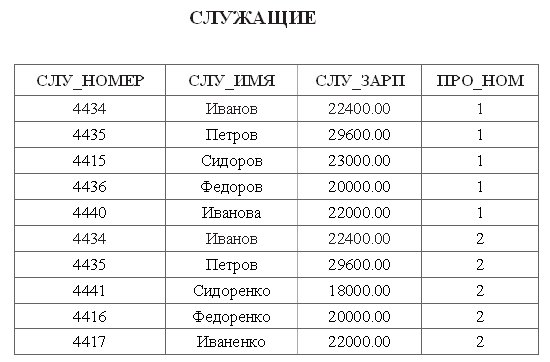 СЛУЖАЩИЕ
СЛУ_НОМЕР СЛУ_ИМЯ СЛУ_ЗАРП ПРО_НОМ
4434 Иванов 22400.00 1
4435 Петров 29600.00 1
4415 Сидоров 23000.00 1
4436 Федоров 20000.00 1
4440 Иванова 22000.00 1
4434 Иванов 22400.00 2
4435 Петров 29600.00 2
4441 Сидоренко 18000.00 2
4416 Федоренко 20000.00 2
4417 Иваненко 22000.00 2